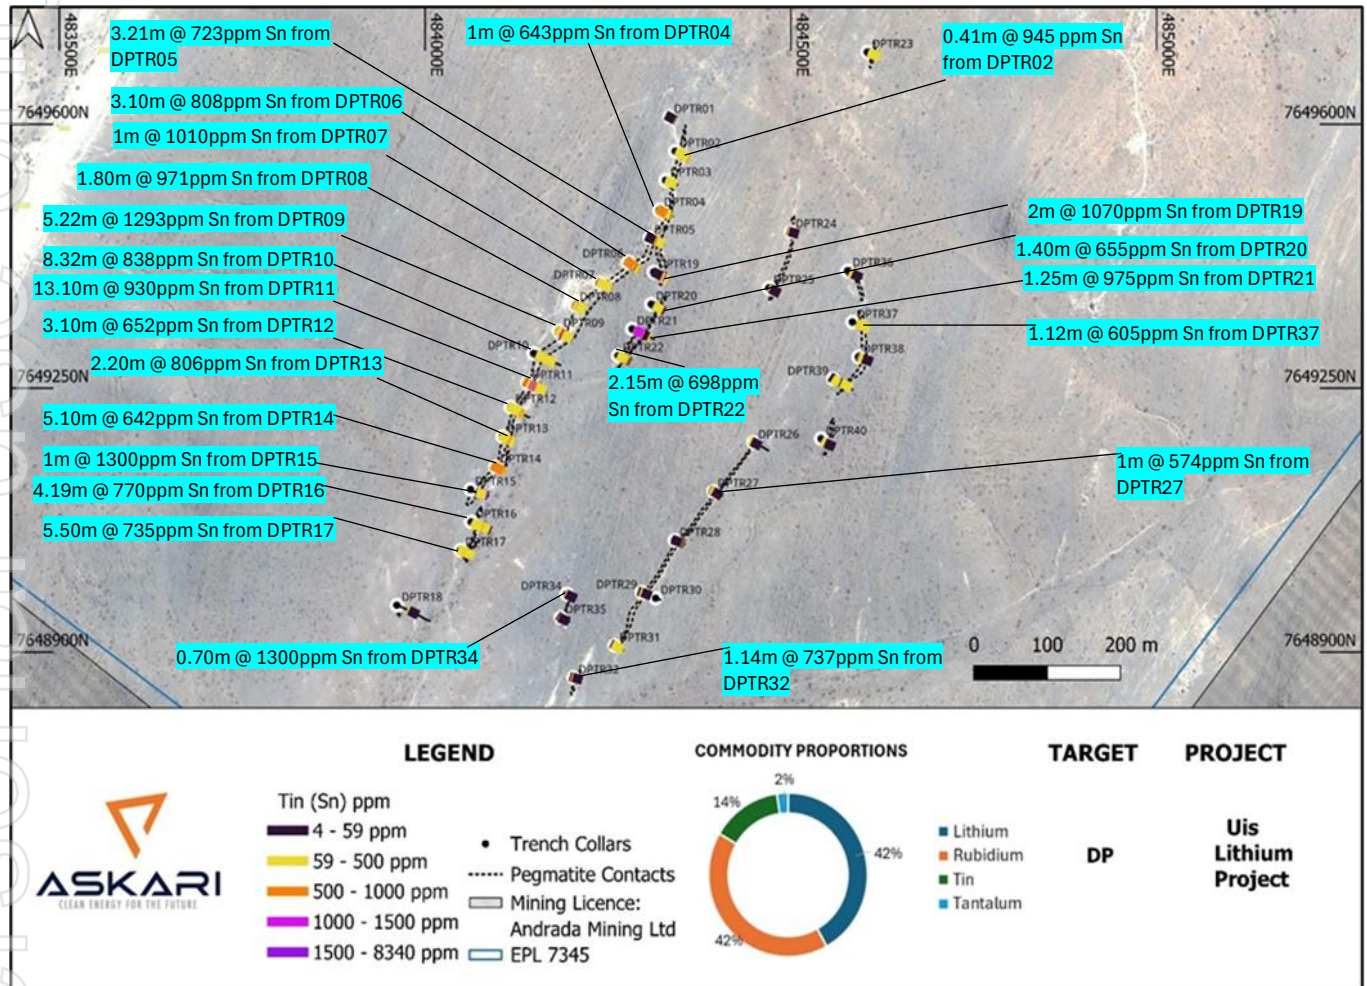 483500E
484000E
484500E
485000E
3.21m @ 723ppm Sn from
DPTR05
1m @ 643ppm Sn from DPTR04
0.41m @ 945 ppm Sn
from DPTR02
3.10m @ 808ppm Sn from DPTR06
1m @ 1010ppm Sn from DPTR07
1.80m @ 971ppm Sn from DPTR08
5.22m @ 1293ppm Sn from DPTR09
8.32m @ 838ppm Sn from DPTR10
13.10m @ 930ppm Sn from DPTR11
3.10m @ 652ppm Sn from DPTR12
2.20m @ 806ppm Sn from DPTR13
5.10m @ 642ppm Sn from DPTR14
1m @ 1300ppm Sn from DPTR15
4.19m @ 770ppm Sn from DPTR16
5.50m @ 735ppm Sn from DPTR17
0.70m @ 1300ppm Sn from DPTR34
2m @ 1070ppm Sn from DPTR19
1.40m @ 655ppm Sn from DPTR20
1.25m @ 975ppm Sn from DPTR21
1.12m @ 605ppm Sn from DPTR37
2.15m @ 698ppm
Sn from DPTR22
1m @ 574ppm Sn from
DPTR27
1.14m @ 737ppm Sn from
DPTR32
7649600N
7649600N
7649250N
7649250N
7648900N
7648900N
DPTR23
DPTR01
DPTR02
DPTR03
DPTR04
DPTR05
DPTR06
DPTR19
DPTR07
DPTR20
DPTR08
DPTR21
DPTR09
DPTR22
DPTR10
DPTR11
DPTR12
DPTR13
DPTR14
DPTR15
DPTR16
DPTR17
DPTR18
DPTR24
DPTR25
DPTR36
DPTR37
DPTR38
DPTR39
DPTR40
DPTR26
DPTR27
DPTR28
DPTR29
DPTR30
DPTR31
DPTR32
DPTR34
DPTR35
0 100 200 m
LEGEND
Tin (Sn) ppm
4 - 59 ppm
59 - 500 ppm
500 - 1000 ppm
1000 - 1500 ppm
1500 - 8340 ppm
Trench Collars
Pegmatite Contacts
Mining Licence:
Andrada Mining Ltd
EPL 7345
ASKARI
CLEAN ENERGY FOR THE FUTURE
COMMODITY PROPORTIONS
2%
14%
42%
42%
Lithium
Rubidium
Tin
Tantalum
TARGET
DP
PROJECT
Uis
Lithium
Project